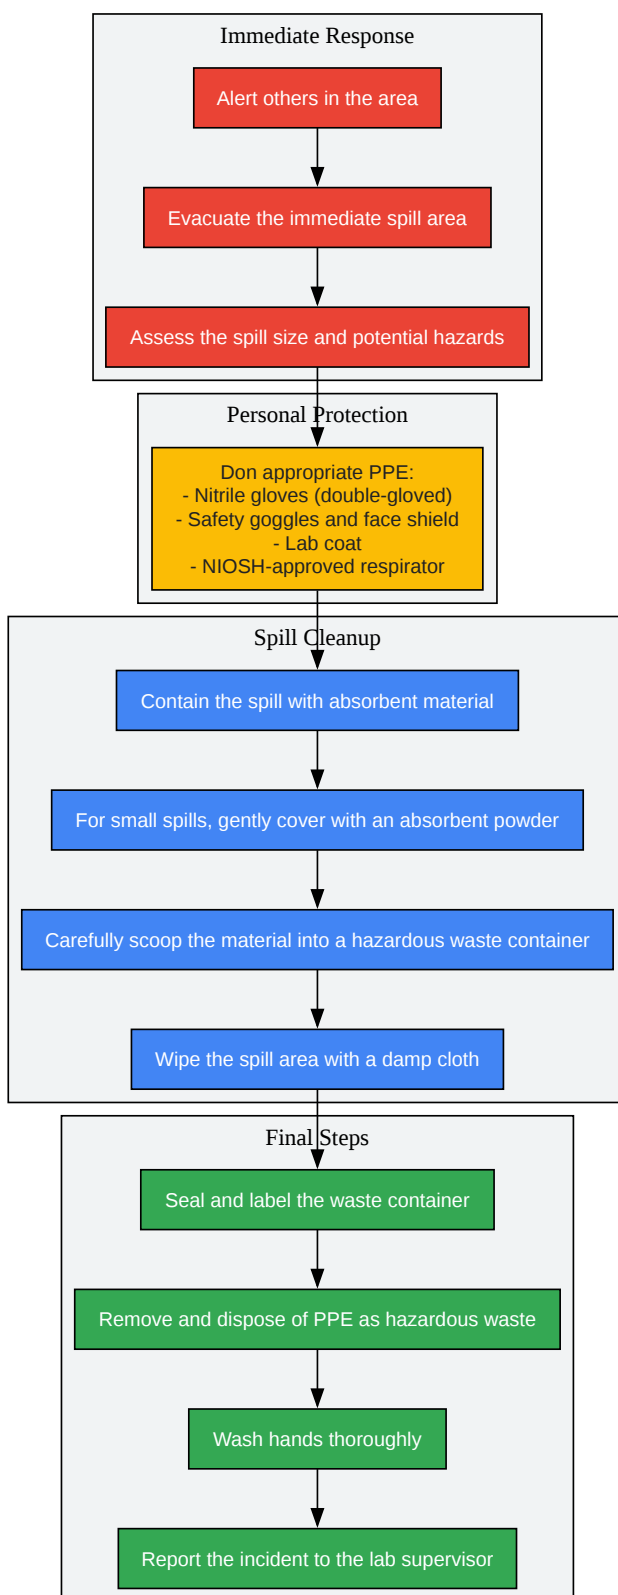 Immediate Response
Alert others in the area
Evacuate the immediate spill area
Assess the spill size and potential hazards
Personal Protection
Don appropriate PPE:
- Nitrile gloves (double-gloved)
- Safety goggles and face shield
- Lab coat
- NIOSH-approved respirator
Spill Cleanup
Contain the spill with absorbent material
For small spills, gently cover with an absorbent powder
Carefully scoop the material into a hazardous waste container
Wipe the spill area with a damp cloth
Final Steps
Seal and label the waste container
Remove and dispose of PPE as hazardous waste
Wash hands thoroughly
Report the incident to the lab supervisor